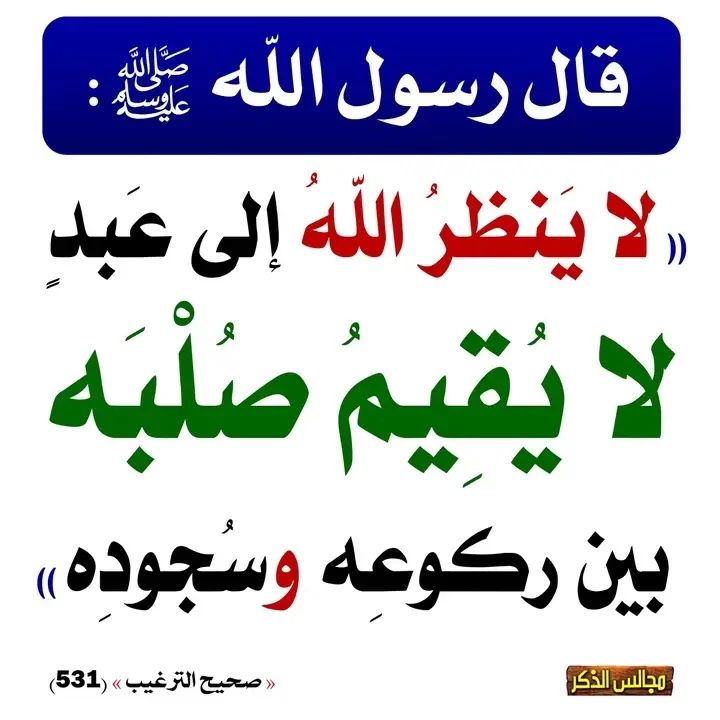 قال رسول الله ﷺ :
(( لا يَنظرُ اللّهُ إلى عَبدٍ
لا يُقِيمُ صُلْبَه
بين ركوعِه وسُجودِه ))
« صحيح الترغيب » (531)
مجالس الذكر